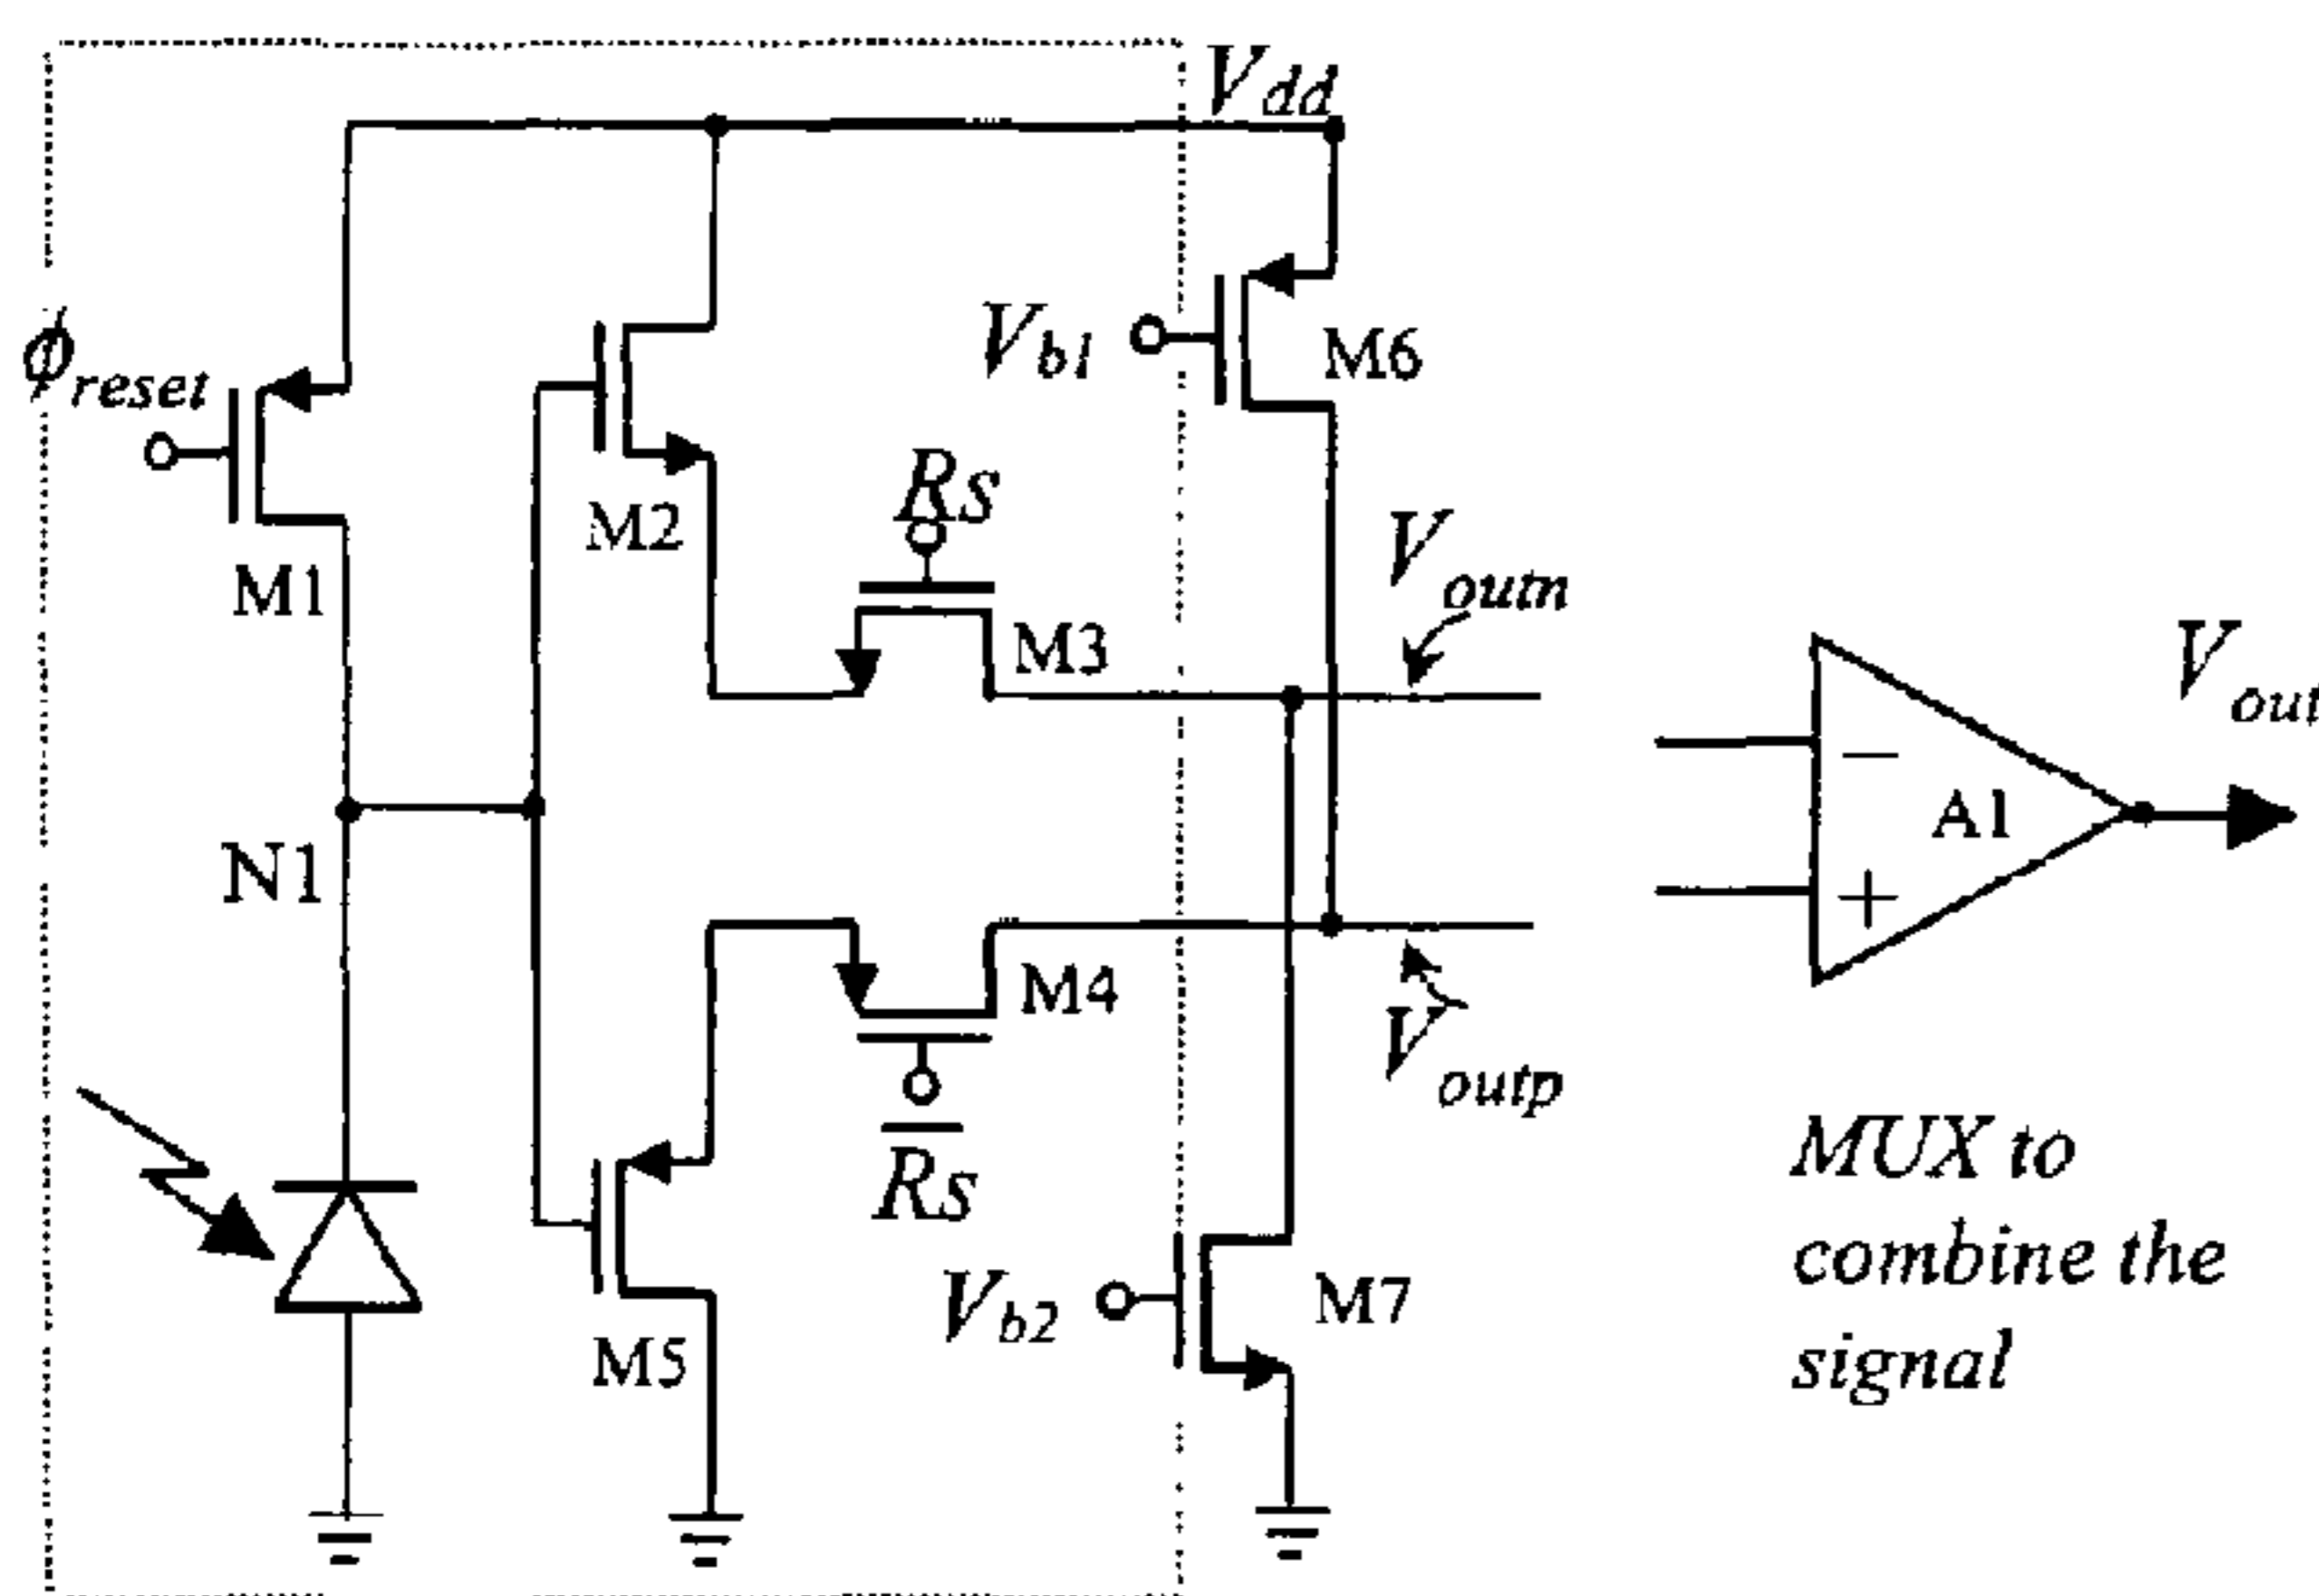 Vdd
ϕreset
Vb1
M6
Rs
M2
M1
M3
Voutn
Vout
A1
N1
M4
Voutp
R̅s̅
M5
Vb2
M7
MUX to
combine the
signal